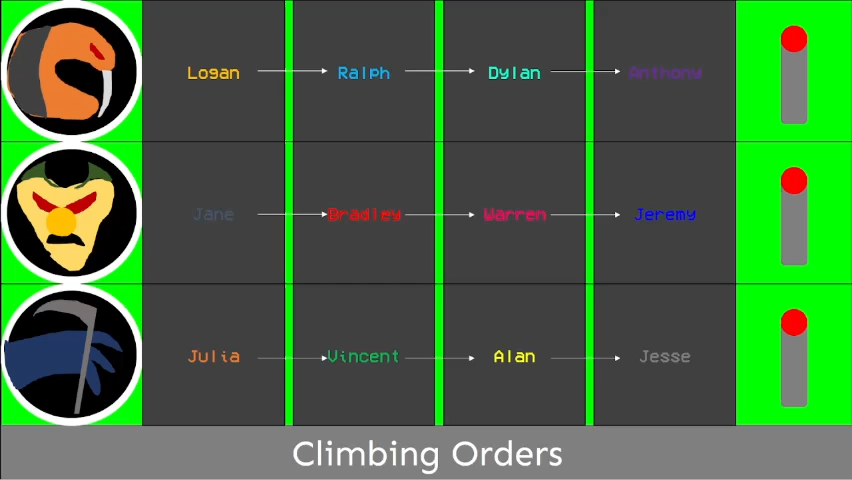 Logan Ralph Dylan Anthony
Jane Bradley Warren Jeremy
Julia Vincent Alan Jesse
Climbing Orders